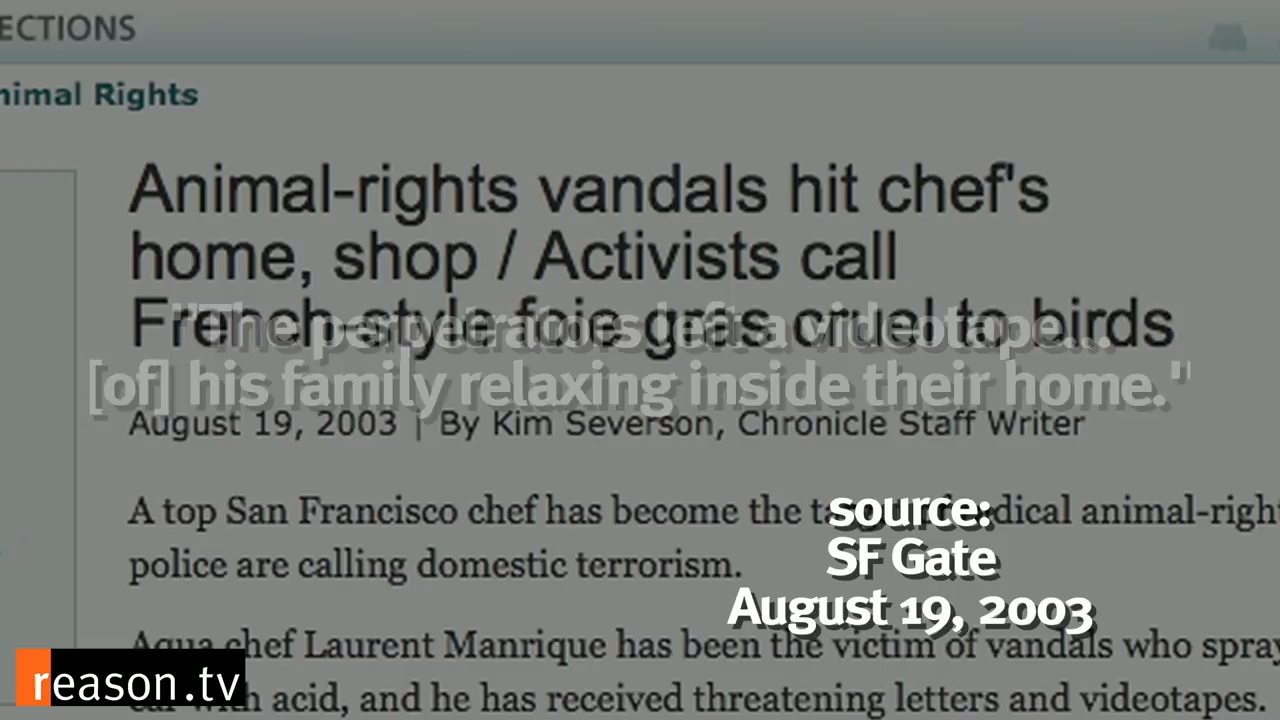 ECTIONS
nimal Rights
Animal-rights vandals hit chef's
home, shop / Activists call
French-style foie gras cruel to birds
"The perpetrators left a videotape...
[of] his family relaxing inside their home."
August 19, 2003 | By Kim Severson, Chronicle Staff Writer
A top San Francisco chef has become the dical animal-righ
source:
police are calling domestic terrorism.
SF Gate
August 19, 2003
Aqua chef Laurent Manrique has been the victim of vandals who spray
with acid, and he has received threatening letters and videotapes.
reason.tv